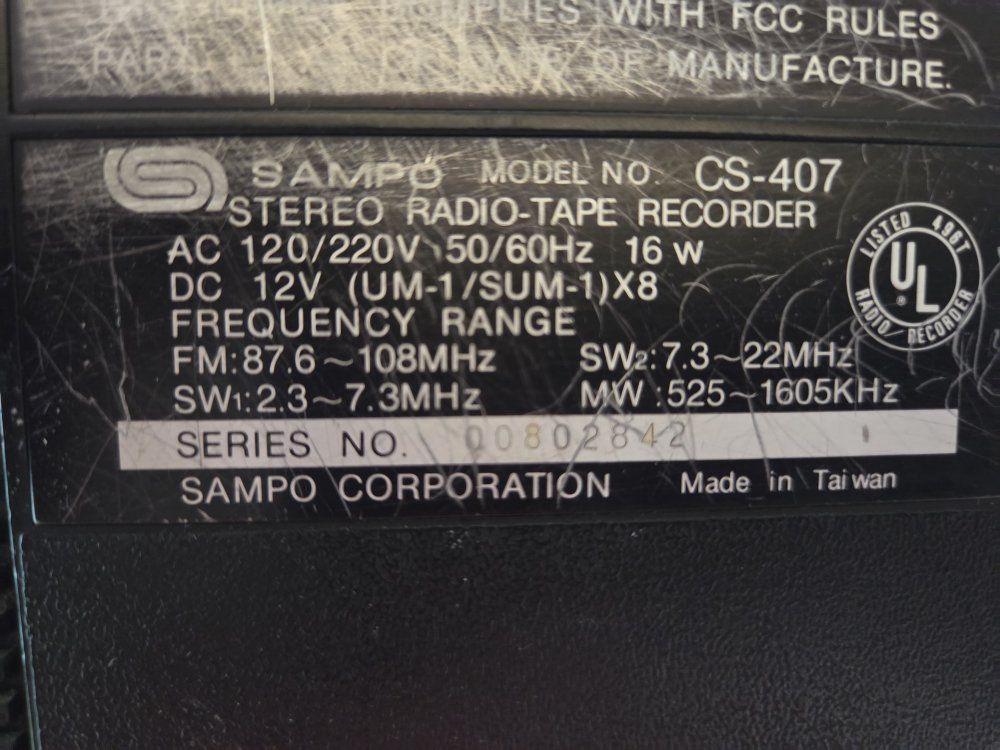 COMPLIES WITH FCC RULES
PART OF MANUFACTURE.
SAMPO MODEL NO. CS-407
STEREO RADIO-TAPE RECORDER
AC 120/220V 50/60Hz 16 w
DC 12V (UM-1/SUM-1)X8
FREQUENCY RANGE
FM:87.6~108MHz SW2:7.3~22MHz
SW1:2.3~7.3MHz MW:525~1605KHz
LISTED 496T
UL ®
RADIO RECORDER
SERIES NO. 00802842
SAMPO CORPORATION Made in Taiwan